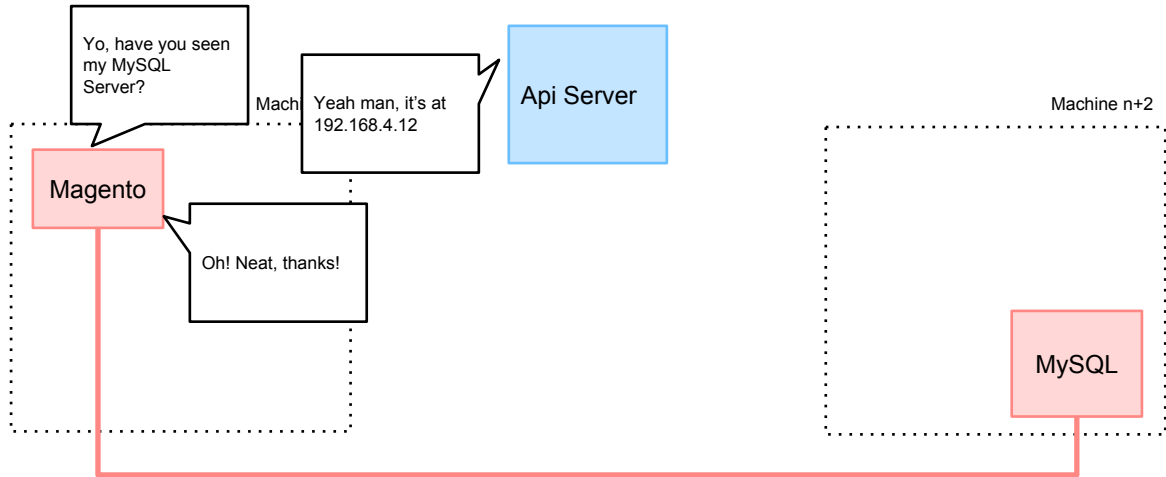 Yo, have you seen
my MySQL
Server?
Yeah man, it's at
192.168.4.12
Api Server
Machine n+2
Magento
Oh! Neat, thanks!
MySQL